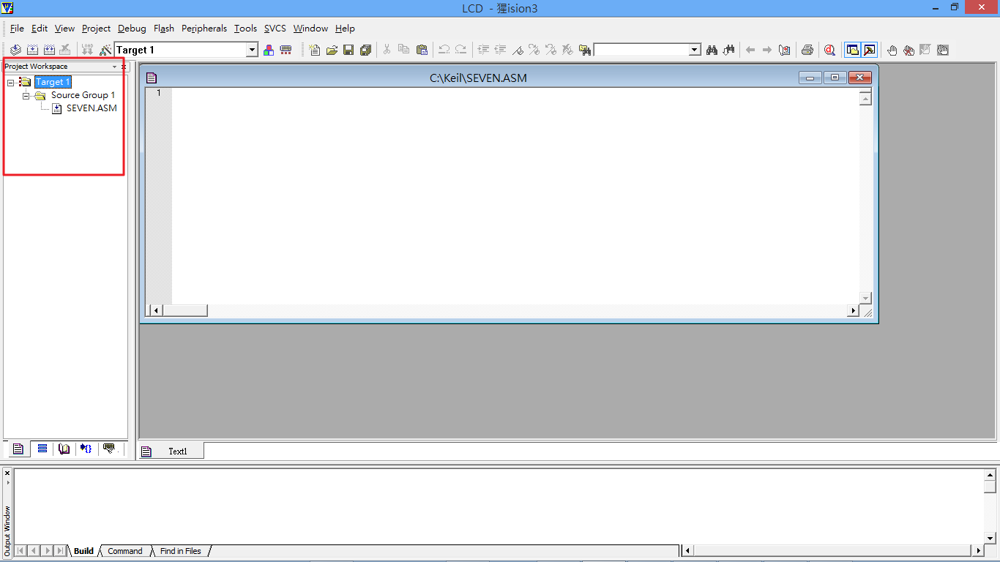 LCD - 猩ision3
File Edit View Project Debug Flash Peripherals Tools SVCS Window Help
LOAD Target 1
Project Workspace
Target 1
Source Group 1
SEVEN.ASM
C:\Keil\SEVEN.ASM
1
Text1
Output Window
Build Command Find in Files